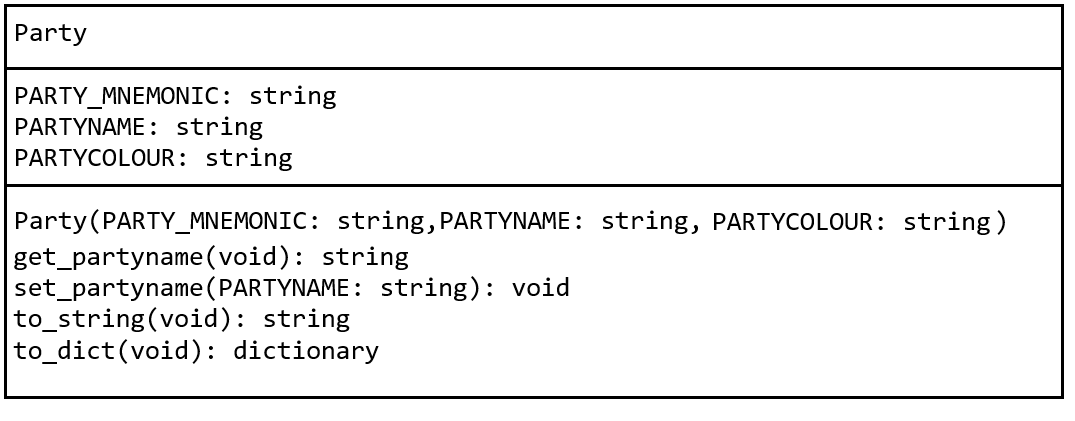 Party
PARTY_MNEMONIC: string
PARTYNAME: string
PARTYCOLOUR: string
Party(PARTY_MNEMONIC: string,PARTYNAME: string, PARTYCOLOUR: string)
get_partyname(void): string
set_partyname(PARTYNAME: string): void
to_string(void): string
to_dict(void): dictionary